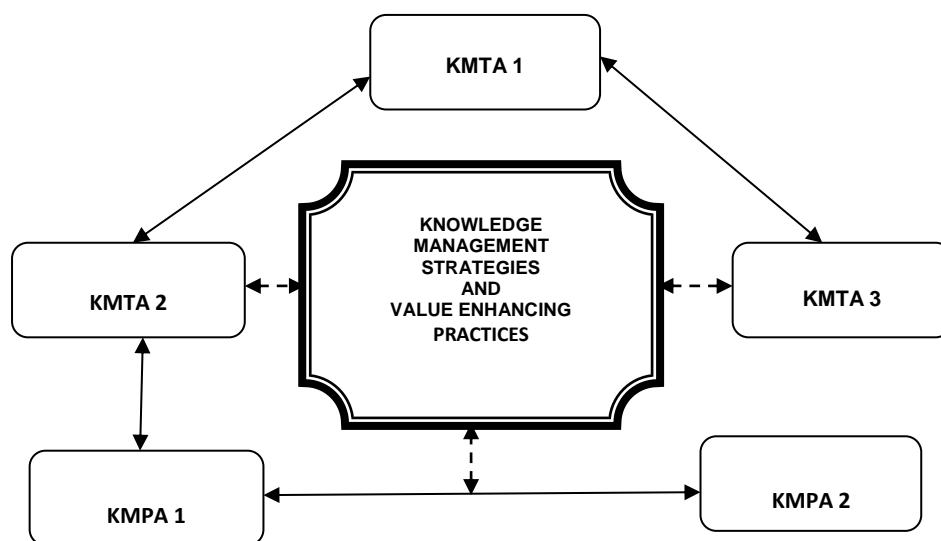 KMTA 1
KNOWLEDGE
MANAGEMENT
STRATEGIES
AND
VALUE ENHANCING
PRACTICES
KMTA 2
KMTA 3
KMPA 1
KMPA 2